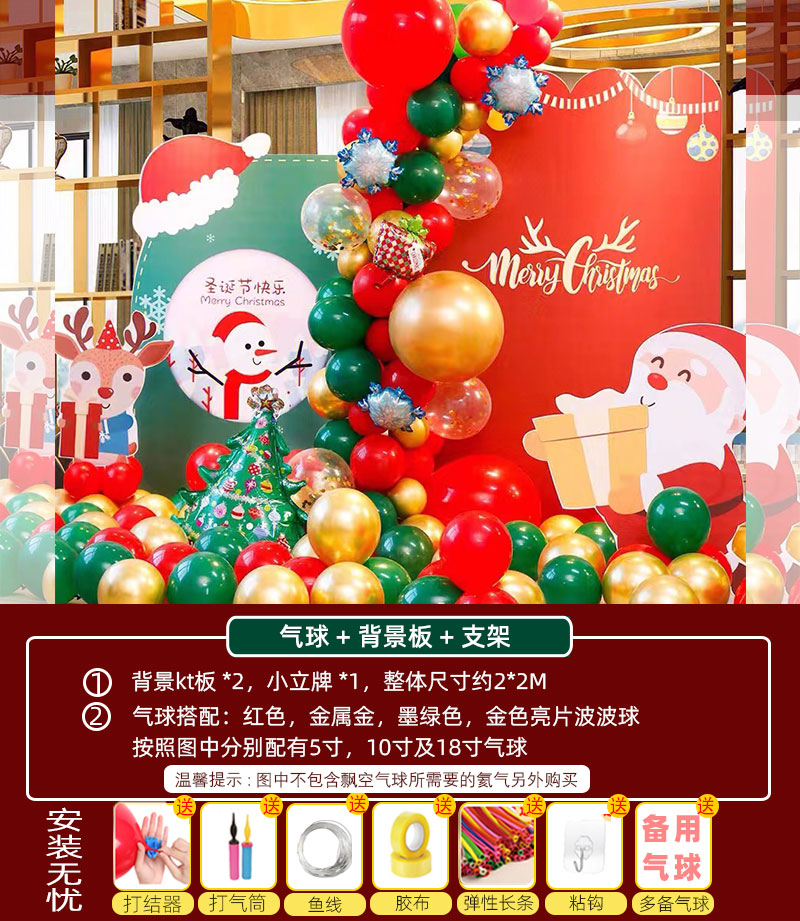 Merry Christmas
圣诞节快乐
Merry Christmas
气球 + 背景板 + 支架
① 背景kt板 *2，小立牌 *1，整体尺寸约2*2M
② 气球搭配：红色，金属金，墨绿色，金色亮片波波球
按照图中分别配有5寸，10寸及18寸气球
温馨提示：图中不包含飘空气球所需要的氦气另外购买
安装无忧
送 送 送 送 送 送 送
备用
气球
打结器 打气筒 鱼线 胶布 弹性长条 粘钩 多备气球